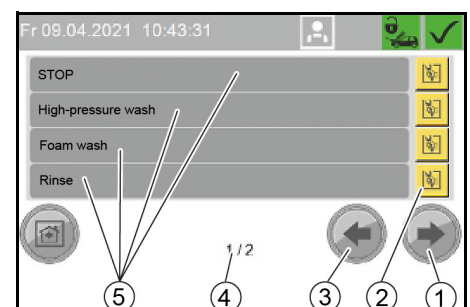 Fr 09.04.2021 10:43:31
STOP
High-pressure wash
Foam wash
Rinse
1 / 2
5 4 3 2 1